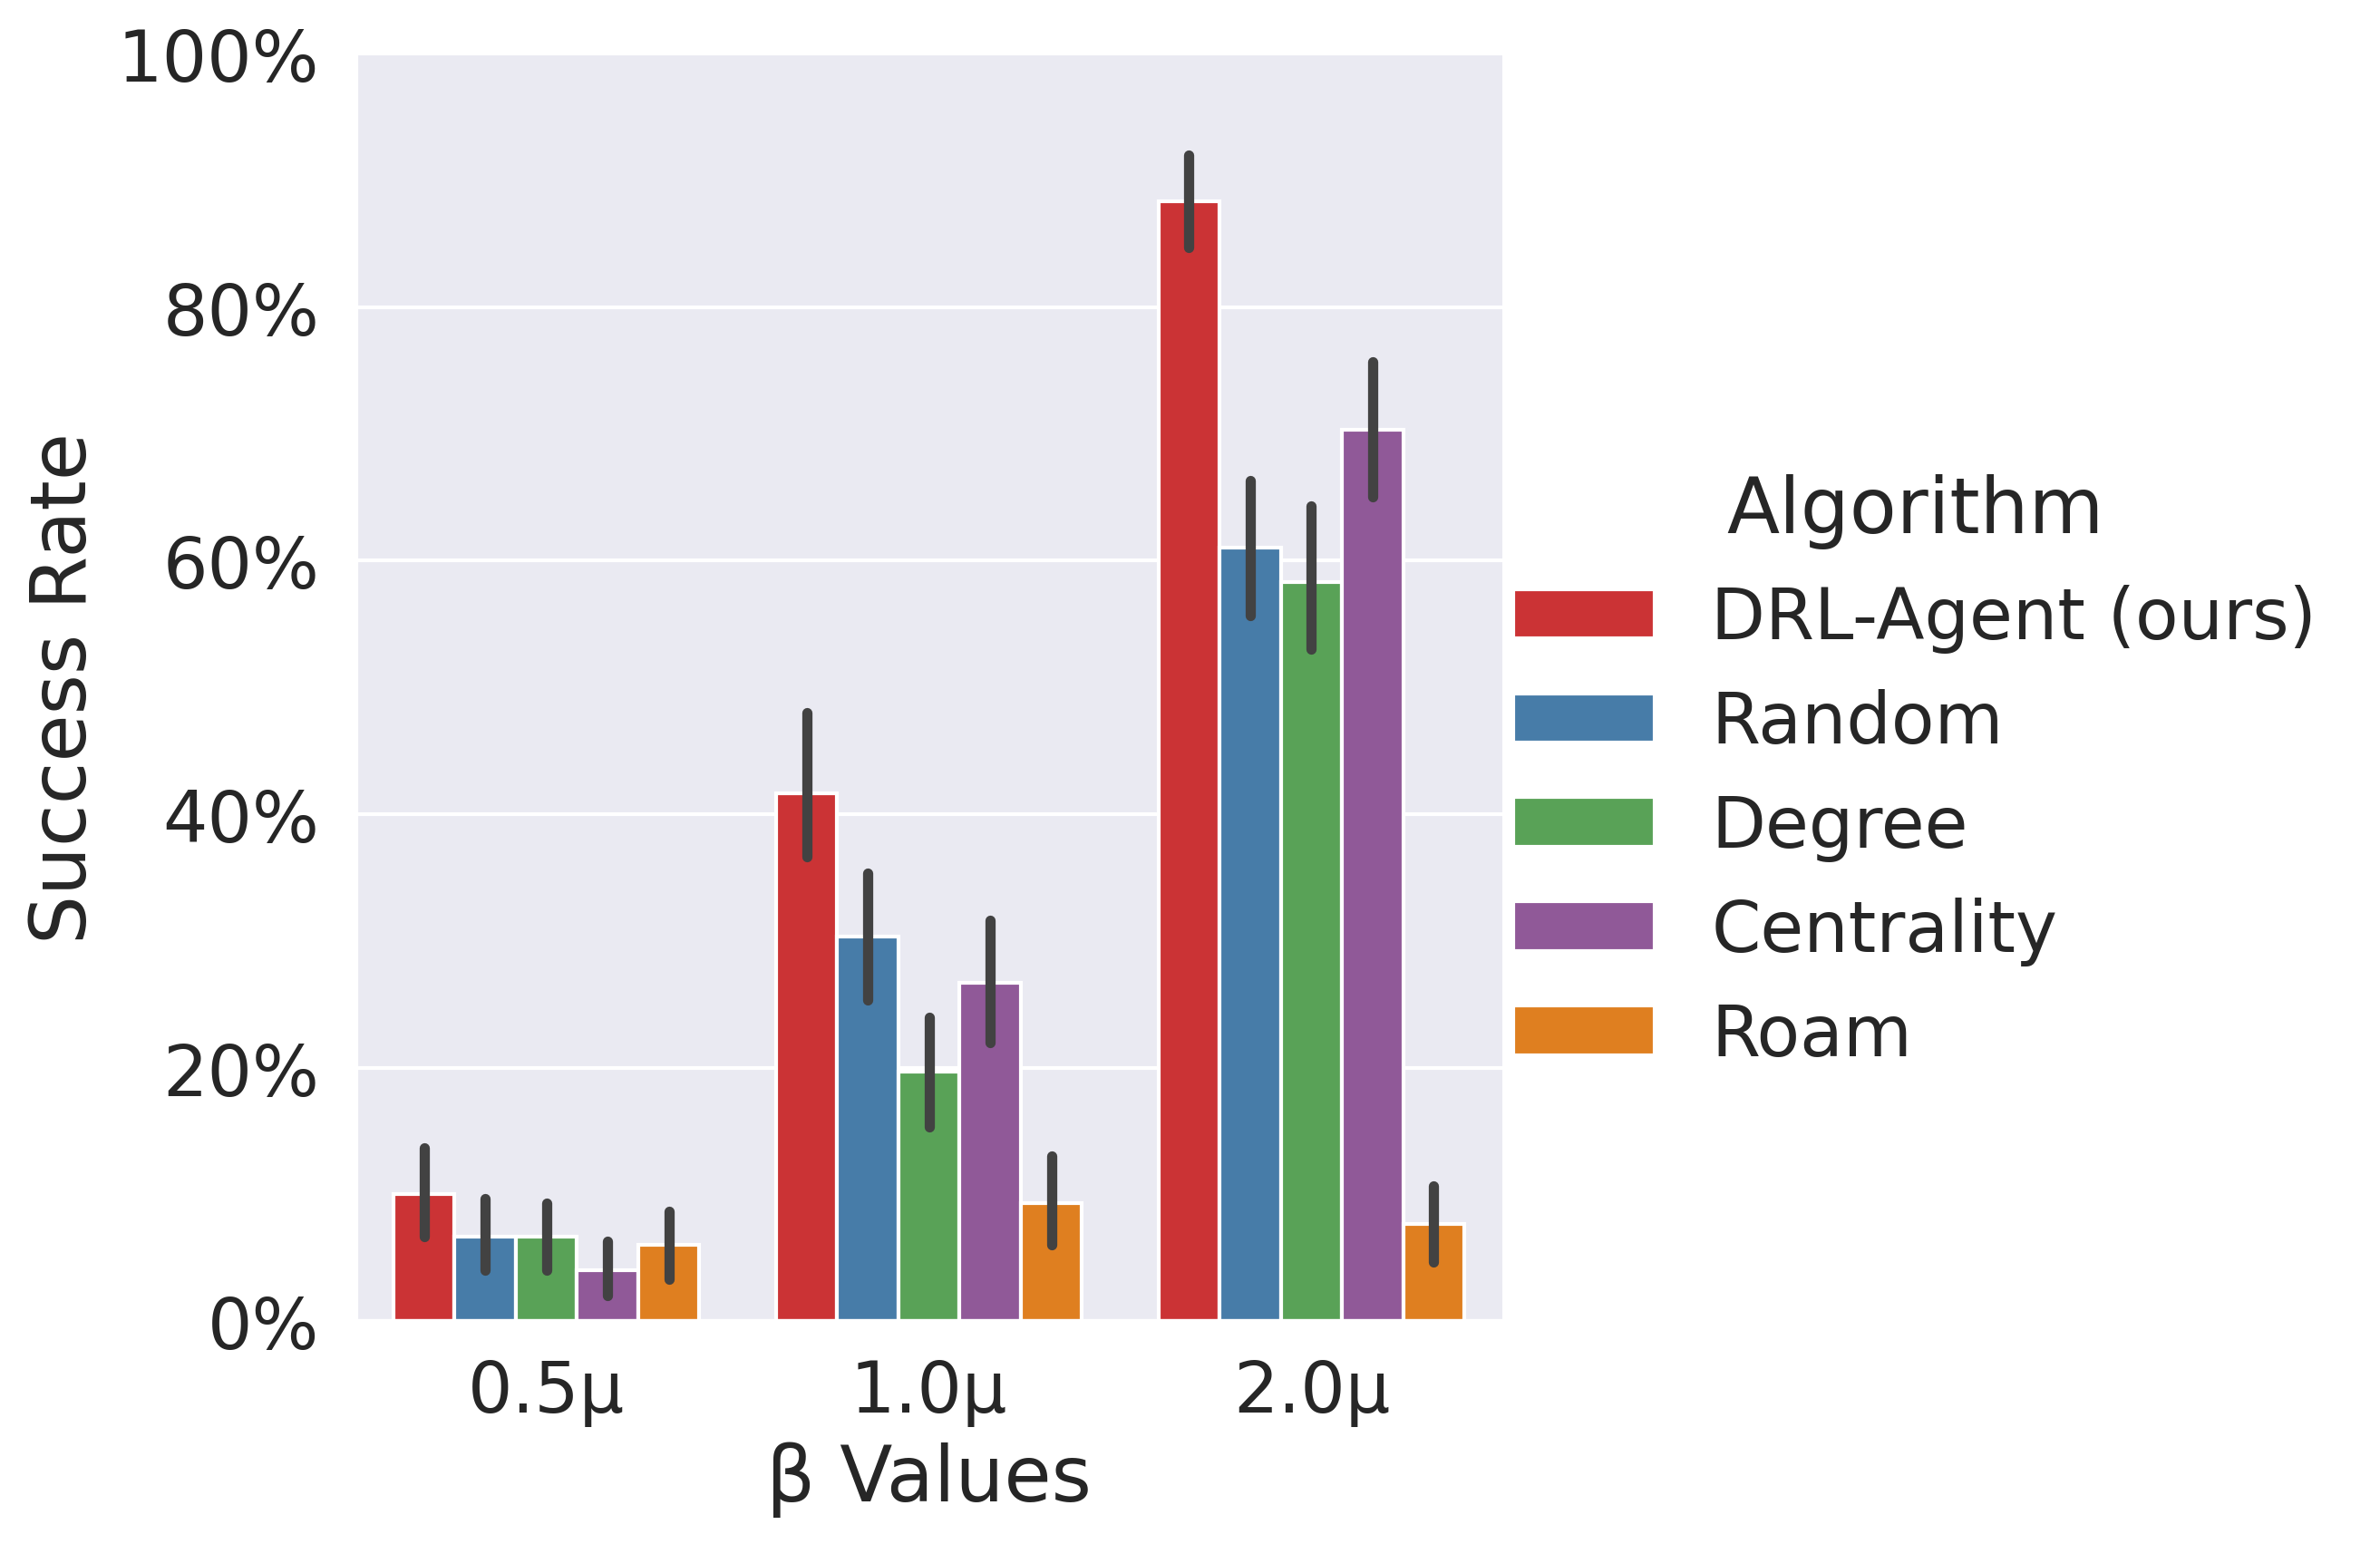 Success Rate
100%
80%
60%
40%
20%
0%
0.5μ
1.0μ
2.0μ
β Values
Algorithm
DRL-Agent (ours)
Random
Degree
Centrality
Roam